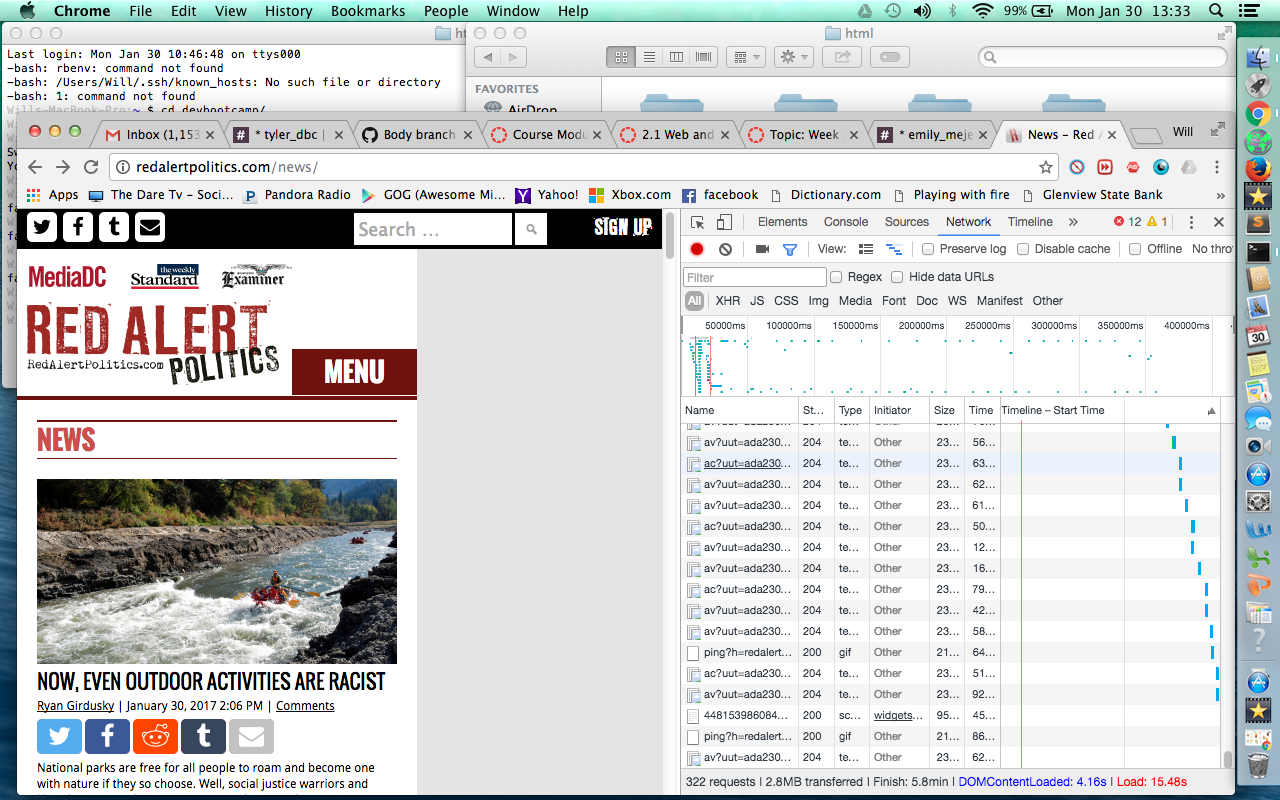 Chrome File Edit View History Bookmarks People Window Help 99% Mon Jan 30 13:33
html
Last login: Mon Jan 30 10:46:48 on ttys000
-bash: rbenv: command not found
-bash: /Users/Will/.ssh/known_hosts: No such file or directory
-bash: 1: command not found
Wills-MacBook-Pro:~ $ cd devbootcamp/
FAVORITES
AirDrop
Inbox (1,153 * tyler_dbc | Body branch Course Modu 2.1 Web and Topic: Week * emily_meje News – Red A Will
redalertpolitics.com/news/
Apps The Dare Tv – Soci... Pandora Radio GOG (Awesome Mi... Yahoo! Xbox.com facebook Dictionary.com Playing with fire Glenview State Bank »
Search ... SIGN UP
MediaDC the weekly Standard Examiner
RED ALERT
POLITICS
RedAlertPolitics.com
MENU
NEWS
NOW, EVEN OUTDOOR ACTIVITIES ARE RACIST
Ryan Girdusky | January 30, 2017 2:06 PM | Comments
National parks are free for all people to roam and become one
with nature if they so choose. Well, social justice warriors and
Elements Console Sources Network Timeline » 12 1
View: Preserve log Disable cache Offline No thro
Filter Regex Hide data URLs
All XHR JS CSS Img Media Font Doc WS Manifest Other
50000ms 100000ms 150000ms 200000ms 250000ms 300000ms 350000ms 400000ms
Name St... Type Initiator Size Time Timeline – Start Time
av?uut=ada230... 204 te... Other 23... 56...
ac?uut=ada230... 204 te... Other 23... 63...
av?uut=ada230... 204 te... Other 23... 62...
av?uut=ada230... 204 te... Other 23... 61...
ac?uut=ada230... 204 te... Other 23... 50...
av?uut=ada230... 204 te... Other 23... 12...
av?uut=ada230... 204 te... Other 23... 16...
ac?uut=ada230... 204 te... Other 23... 79...
av?uut=ada230... 204 te... Other 23... 42...
av?uut=ada230... 204 te... Other 23... 58...
ping?h=redalert... 200 gif Other 21... 64...
ac?uut=ada230... 204 te... Other 23... 51...
av?uut=ada230... 204 te... Other 23... 92...
448153986084... 200 sc... widgets... 95... 45...
ping?h=redalert... 200 gif Other 21... 86...
av?uut=ada230... 204 te... Other 23... 62...
322 requests | 2.8MB transferred | Finish: 5.8min | DOMContentLoaded: 4.16s | Load: 15.48s